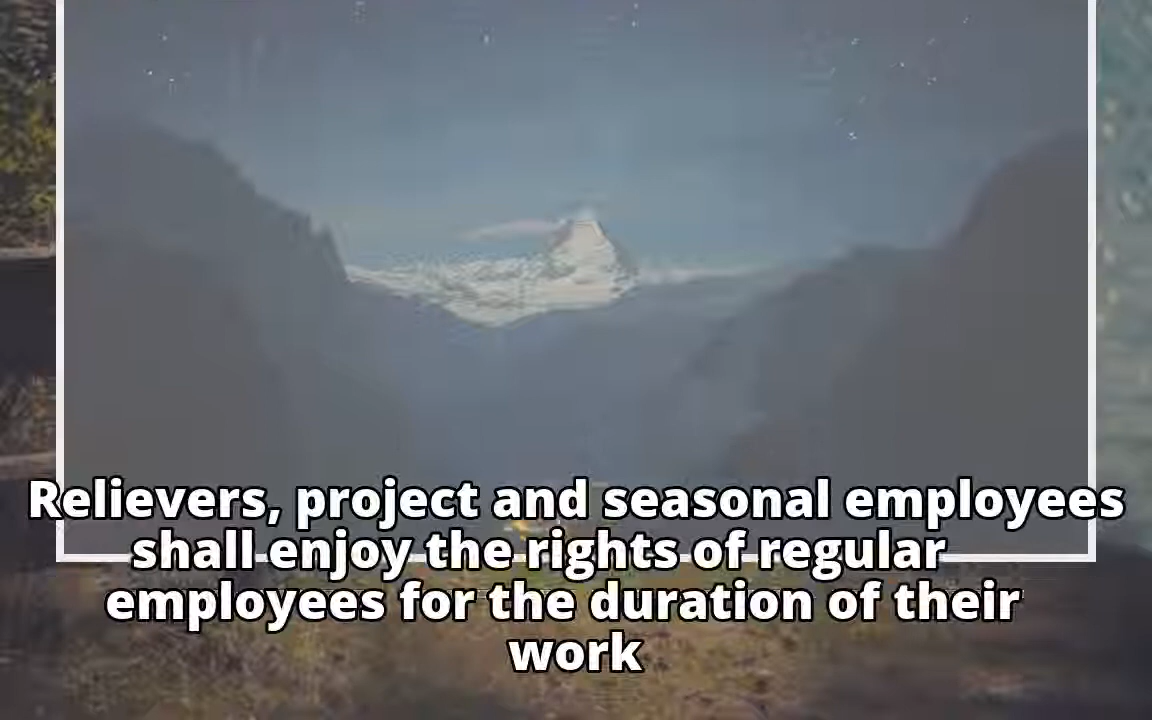 Relievers, project and seasonal employees
shall enjoy the rights of regular
employees for the duration of their
work